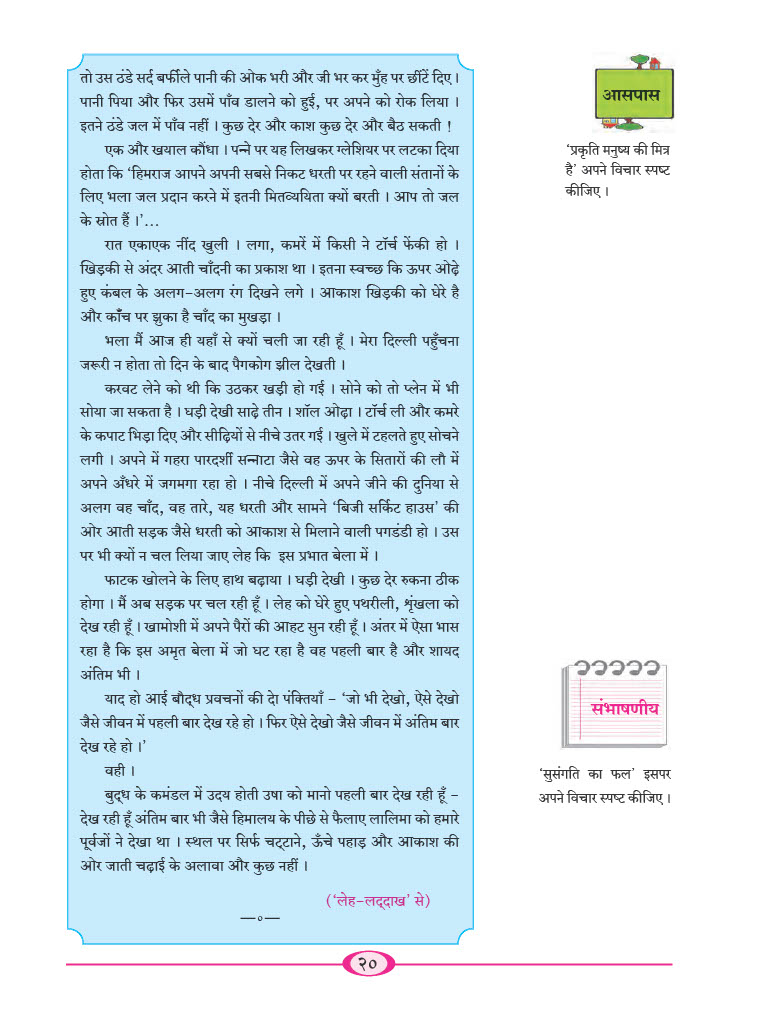 तो उस ठंडे सर्द बर्फीले पानी की ओक भरी और जी भर कर मुँह पर छींटें दिए ।
पानी पिया और फिर उसमें पाँव डालने को हुई, पर अपने को रोक लिया ।
इतने ठंडे जल में पाँव नहीं । कुछ देर और काश कुछ देर और बैठ सकती !
एक और खयाल कौंधा । पन्ने पर यह लिखकर ग्लेशियर पर लटका दिया
होता कि ‘हिमराज आपने अपनी सबसे निकट धरती पर रहने वाली संतानों के
लिए भला जल प्रदान करने में इतनी मितव्ययिता क्यों बरती । आप तो जल
के स्रोत हैं ।’...
रात एकाएक नींद खुली । लगा, कमरें में किसी ने टॉर्च फेंकी हो ।
खिड़की से अंदर आती चाँदनी का प्रकाश था । इतना स्वच्छ कि ऊपर ओढ़े
हुए कंबल के अलग-अलग रंग दिखने लगे । आकाश खिड़की को घेरे है
और काँच पर झुका है चाँद का मुखड़ा ।
भला मैं आज ही यहाँ से क्यों चली जा रही हूँ । मेरा दिल्ली पहुँचना
जरूरी न होता तो दिन के बाद पैगकोग झील देखती ।
करवट लेने को थी कि उठकर खड़ी हो गई । सोने को तो प्लेन में भी
सोया जा सकता है । घड़ी देखी साढ़े तीन । शॉल ओढ़ा । टॉर्च ली और कमरे
के कपाट भिड़ा दिए और सीढ़ियों से नीचे उतर गई । खुले में टहलते हुए सोचने
लगी । अपने में गहरा पारदर्शी सन्नाटा जैसे वह ऊपर के सितारों की लौ में
अपने अँधरे में जगमगा रहा हो । नीचे दिल्ली में अपने जीने की दुनिया से
अलग वह चाँद, वह तारे, यह धरती और सामने ‘बिजी सर्किट हाउस’ की
ओर आती सड़क जैसे धरती को आकाश से मिलाने वाली पगडंडी हो । उस
पर भी क्यों न चल लिया जाए लेह कि इस प्रभात बेला में ।
फाटक खोलने के लिए हाथ बढ़ाया । घड़ी देखी । कुछ देर रुकना ठीक
होगा । मैं अब सड़क पर चल रही हूँ । लेह को घेरे हुए पथरीली, शृंखला को
देख रही हूँ । खामोशी में अपने पैरों की आहट सुन रही हूँ । अंतर में ऐसा भास
रहा है कि इस अमृत बेला में जो घट रहा है वह पहली बार है और शायद
अंतिम भी ।
याद हो आई बौद्ध प्रवचनों की दो पंक्तियाँ – ‘जो भी देखो, ऐसे देखो
जैसे जीवन में पहली बार देख रहे हो । फिर ऐसे देखो जैसे जीवन में अंतिम बार
देख रहे हो ।’
वही ।
बुद्ध के कमंडल में उदय होती उषा को मानो पहली बार देख रही हूँ –
देख रही हूँ अंतिम बार भी जैसे हिमालय के पीछे से फैलाए लालिमा को हमारे
पूर्वजों ने देखा था । स्थल पर सिर्फ चट्टाने, ऊँचे पहाड़ और आकाश की
ओर जाती चढ़ाई के अलावा और कुछ नहीं ।
(‘लेह-लद्दाख’ से)
—०—
आसपास
‘प्रकृति मनुष्य की मित्र
है’ अपने विचार स्पष्ट
कीजिए ।
संभाषणीय
‘सुसंगति का फल’ इसपर
अपने विचार स्पष्ट कीजिए ।
२०